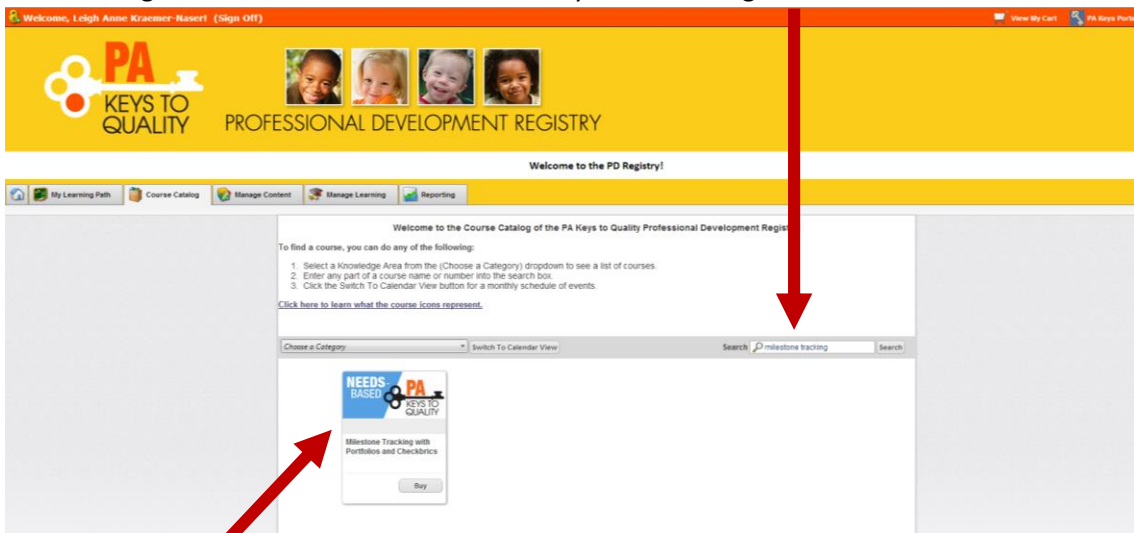 Welcome, Leigh Anne Kraemer-Naser! (Sign Off)
View My Cart
PA Keys Porta
PA
KEYS TO
QUALITY
PROFESSIONAL DEVELOPMENT REGISTRY
Welcome to the PD Registry!
My Learning Path
Course Catalog
Manage Content
Manage Learning
Reporting
Welcome to the Course Catalog of the PA Keys to Quality Professional Development Regist
To find a course, you can do any of the following:
1. Select a Knowledge Area from the (Choose a Category) dropdown to see a list of courses.
2. Enter any part of a course name or number into the search box.
3. Click the Switch To Calendar View button for a monthly schedule of events.
Click here to learn what the course icons represent.
Choose a Category
Switch To Calendar View
Search
milestone tracking
Search
NEEDS-
BASED
PA
KEYS TO
QUALITY
Milestone Tracking with
Portfolios and Checkbrics
Buy